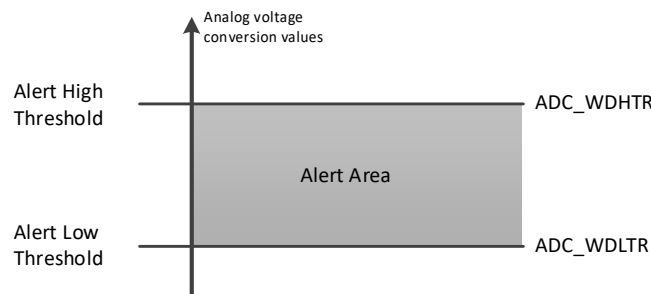 Analog voltage
conversion values
Alert High
Threshold
ADC_WDHTR
Alert Area
Alert Low
Threshold
ADC_WDLTR